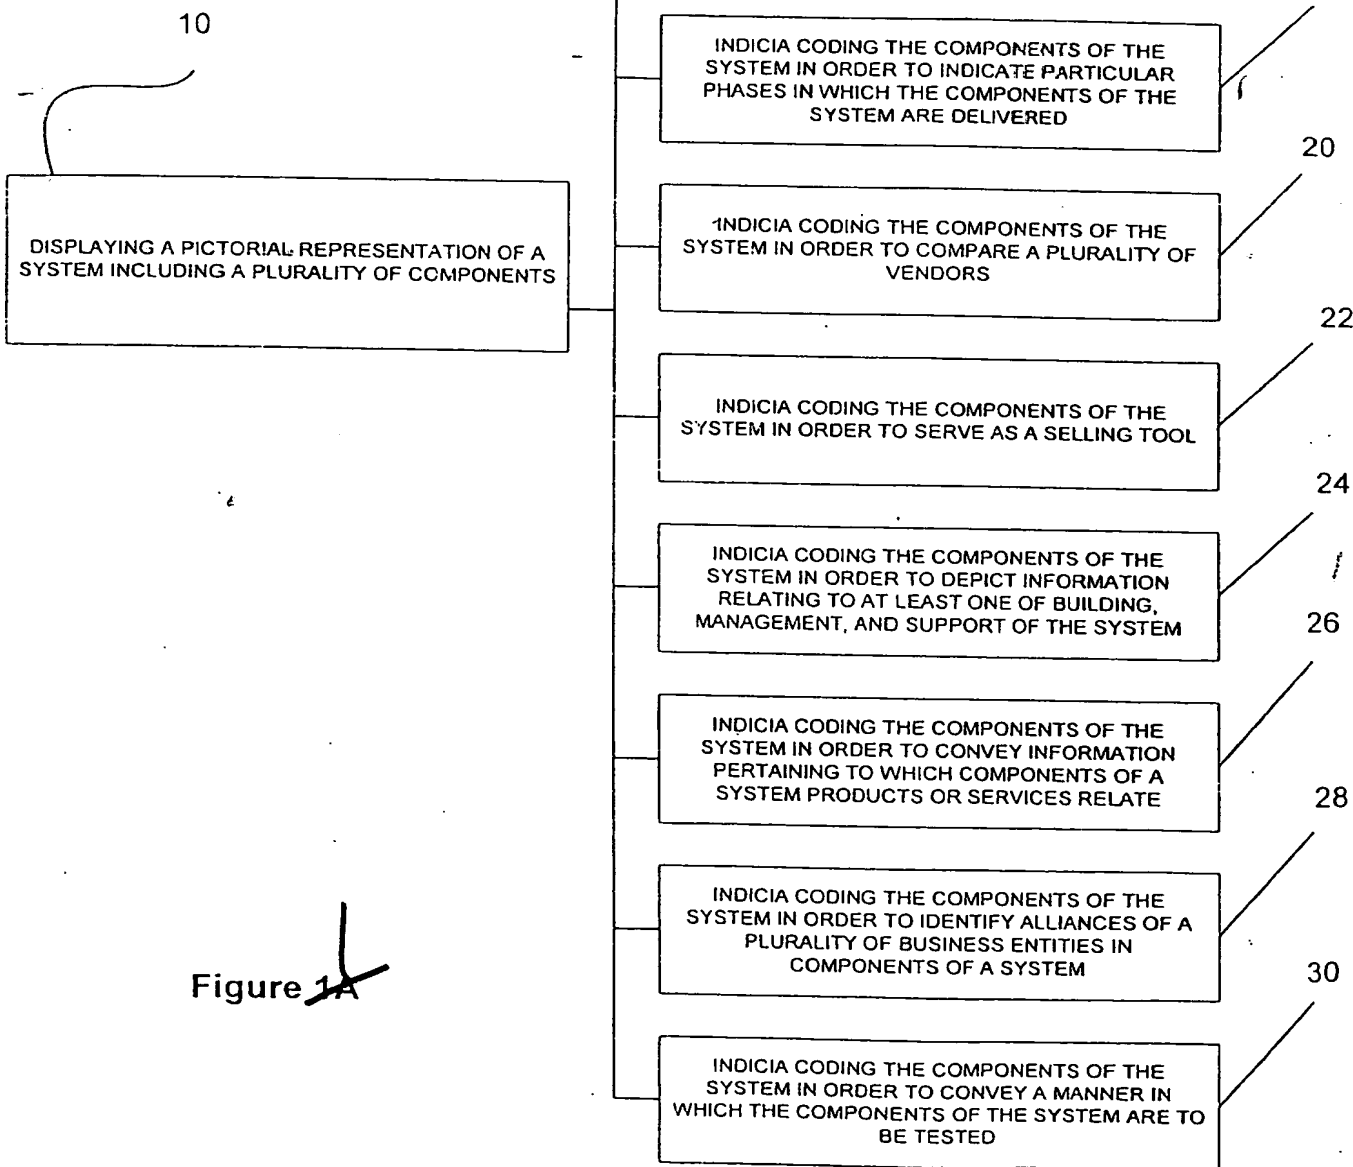 10
INDICIA CODING THE COMPONENTS OF THE
SYSTEM IN ORDER TO INDICATE PARTICULAR
PHASES IN WHICH THE COMPONENTS OF THE
SYSTEM ARE DELIVERED
20
DISPLAYING A PICTORIAL REPRESENTATION OF A
SYSTEM INCLUDING A PLURALITY OF COMPONENTS
INDICIA CODING THE COMPONENTS OF THE
SYSTEM IN ORDER TO COMPARE A PLURALITY OF
VENDORS
22
INDICIA CODING THE COMPONENTS OF THE
SYSTEM IN ORDER TO SERVE AS A SELLING TOOL
24
INDICIA CODING THE COMPONENTS OF THE
SYSTEM IN ORDER TO DEPICT INFORMATION
RELATING TO AT LEAST ONE OF BUILDING,
MANAGEMENT, AND SUPPORT OF THE SYSTEM
26
INDICIA CODING THE COMPONENTS OF THE
SYSTEM IN ORDER TO CONVEY INFORMATION
PERTAINING TO WHICH COMPONENTS OF A
SYSTEM PRODUCTS OR SERVICES RELATE
28
INDICIA CODING THE COMPONENTS OF THE
SYSTEM IN ORDER TO IDENTIFY ALLIANCES OF A
PLURALITY OF BUSINESS ENTITIES IN
COMPONENTS OF A SYSTEM
Figure 1A
30
INDICIA CODING THE COMPONENTS OF THE
SYSTEM IN ORDER TO CONVEY A MANNER IN
WHICH THE COMPONENTS OF THE SYSTEM ARE TO
BE TESTED